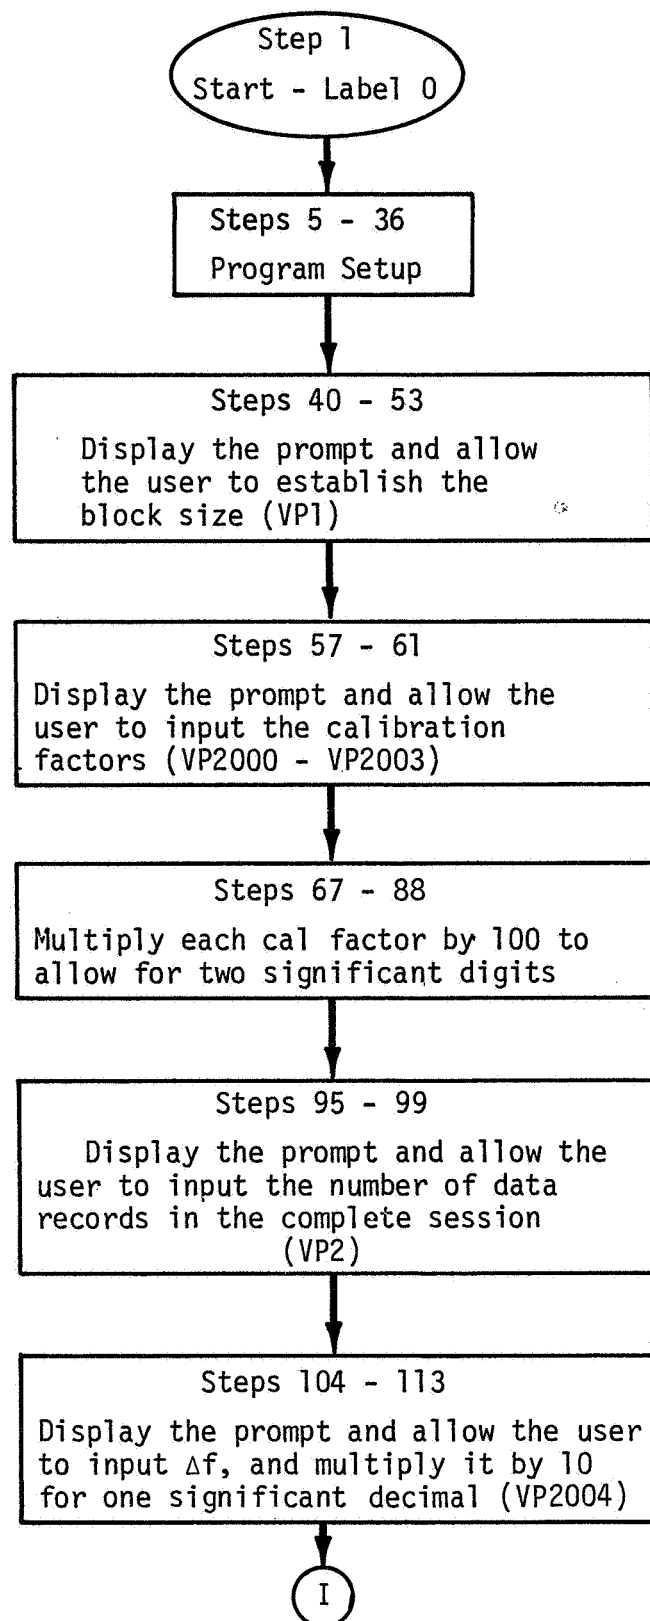 Step 1
Start - Label 0
Steps 5 - 36
Program Setup
Steps 40 - 53
Display the prompt and allow
the user to establish the
block size (VP1)
Steps 57 - 61
Display the prompt and allow the
user to input the calibration
factors (VP2000 - VP2003)
Steps 67 - 88
Multiply each cal factor by 100 to
allow for two significant digits
Steps 95 - 99
Display the prompt and allow the
user to input the number of data
records in the complete session
(VP2)
Steps 104 - 113
Display the prompt and allow the user
to input Δf, and multiply it by 10
for one significant decimal (VP2004)
I